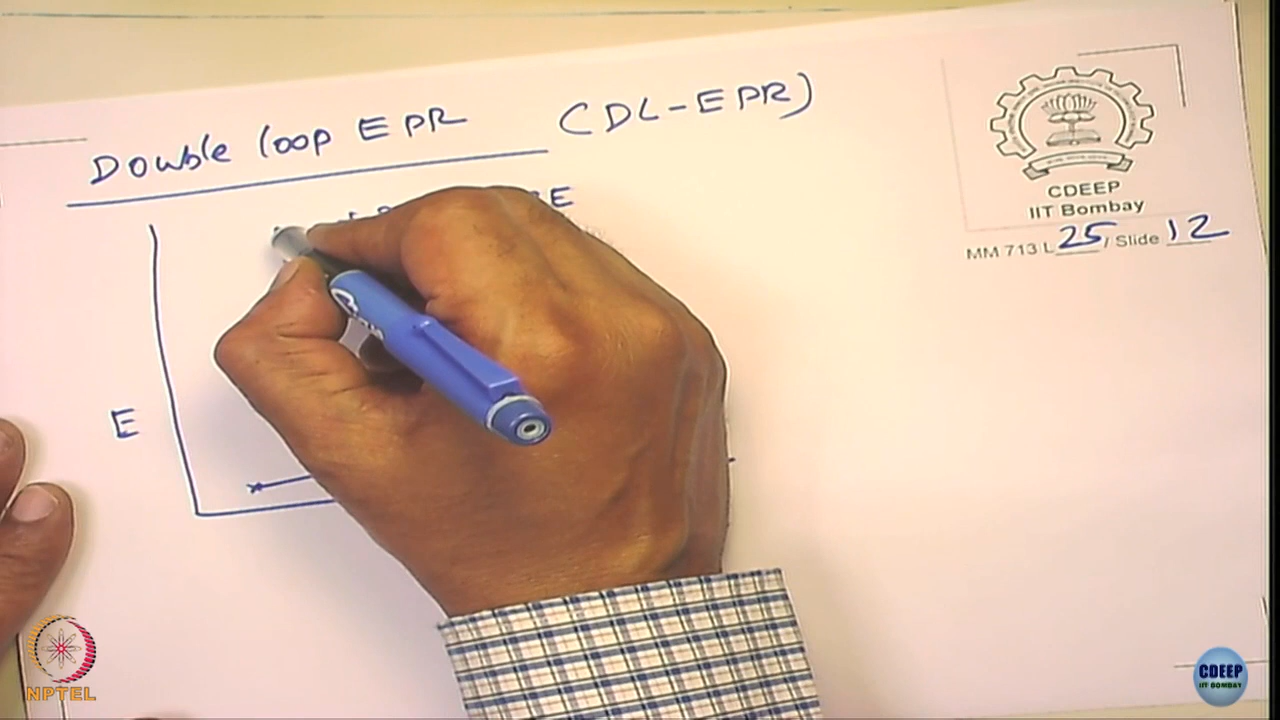 Double loop EPR (DL-EPR)
E
E
CDEEP
IIT Bombay
MM 713 L 25 / Slide 12
NPTEL
CDEEP
IIT BOMBAY